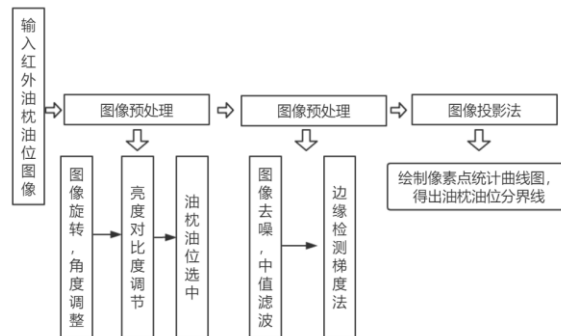 输入红外油枕油位图像
图像预处理
图像预处理
图像投影法
图像旋转，角度调整
亮度对比度调节
油枕油位选中
图像去噪，中值滤波
边缘检测梯度法
绘制像素点统计曲线图，
得出油枕油位分界线